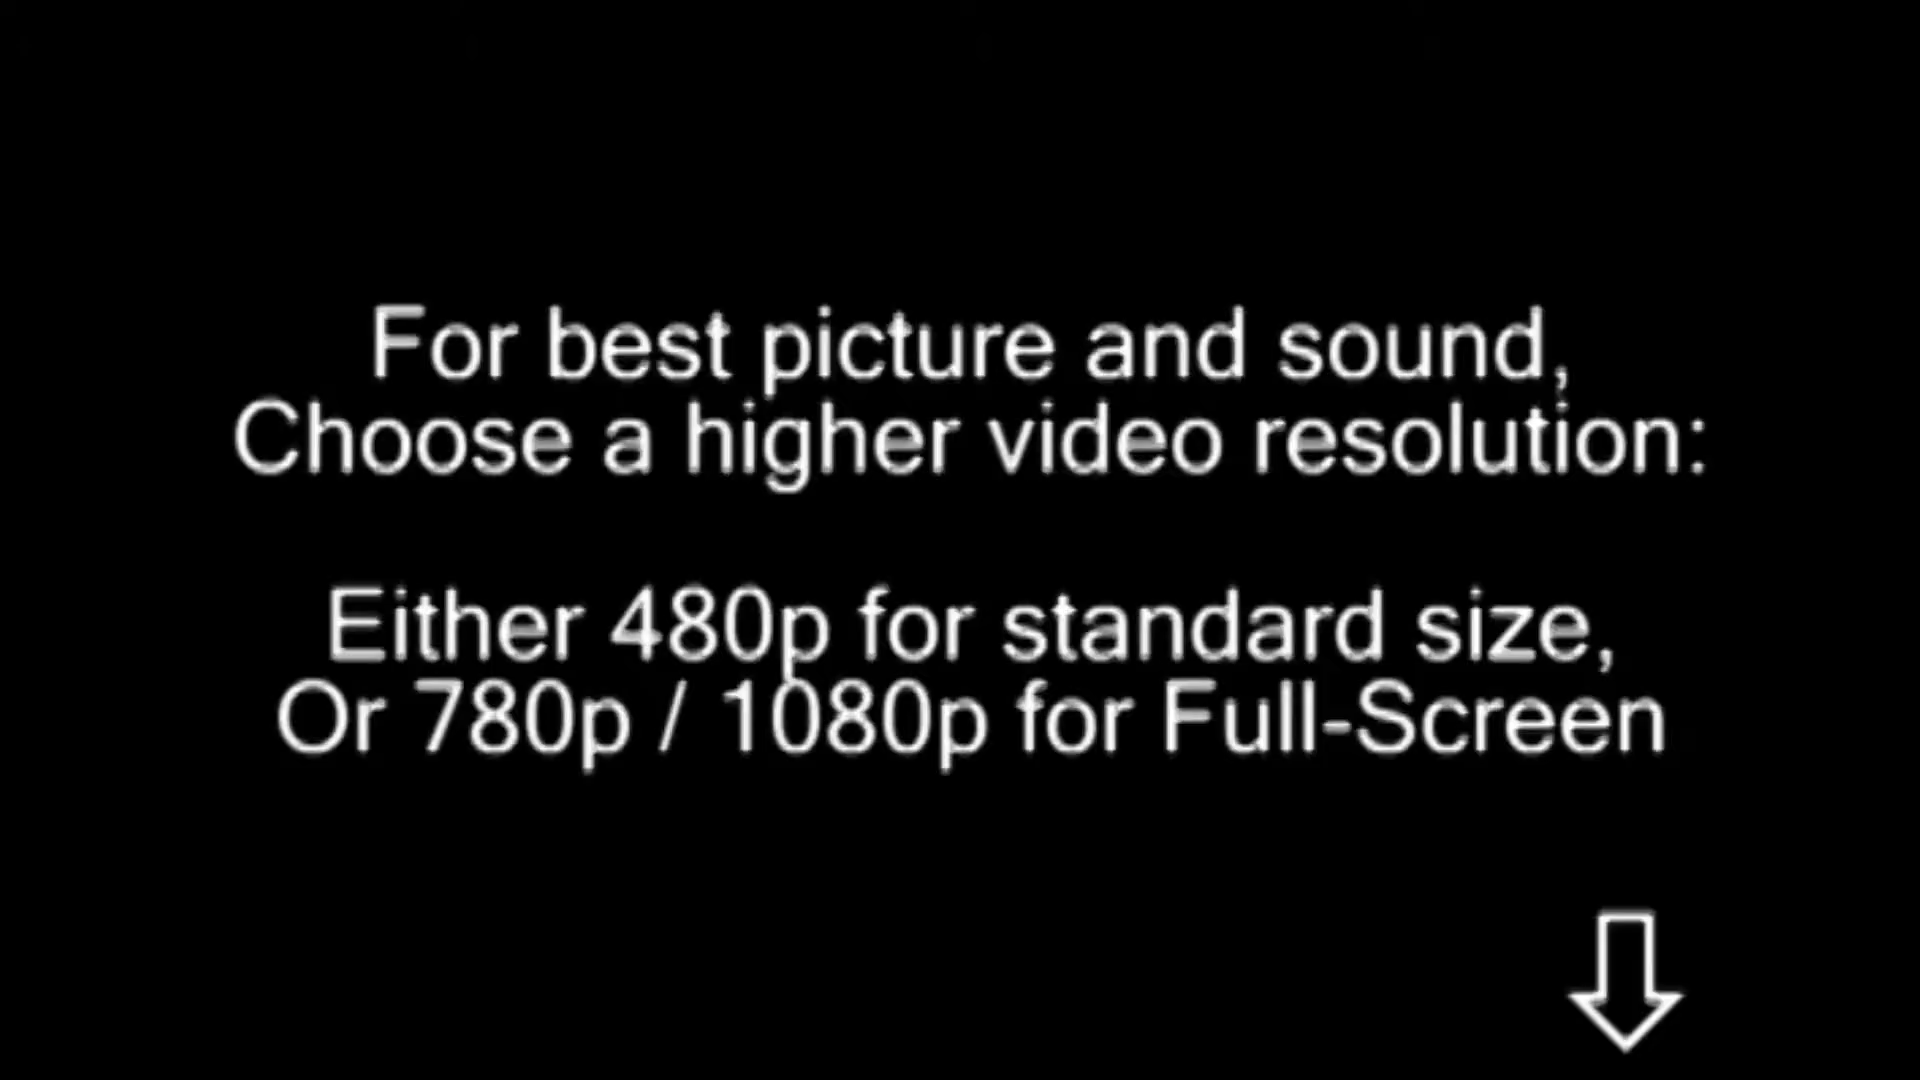 For best picture and sound,
Choose a higher video resolution:
Either 480p for standard size,
Or 780p / 1080p for Full-Screen